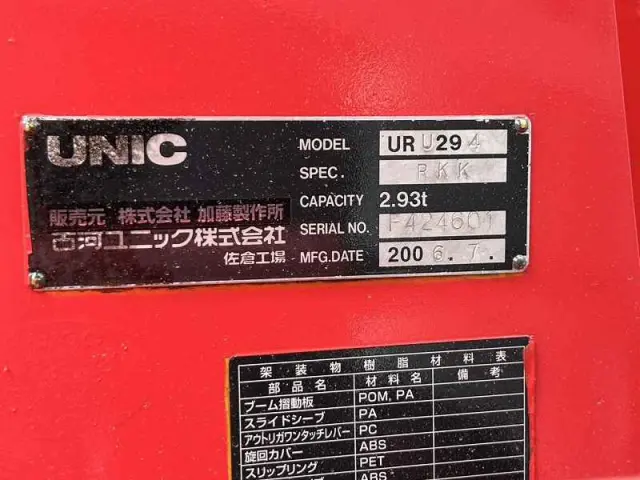 UNIC
MODEL URU294
SPEC. RKK
CAPACITY 2.93t
販売元 株式会社 加藤製作所
SERIAL NO.
古河ユニック株式会社
佐倉工場
MFG.DATE 2006.7.
架装物樹脂材料表
部品名 材料名 備考
ブーム摺動板 POM, PA
スライドシーブ PA
アウトリガワンタッチレバー PC
旋回カバー ABS
スリップリング PET
ABS